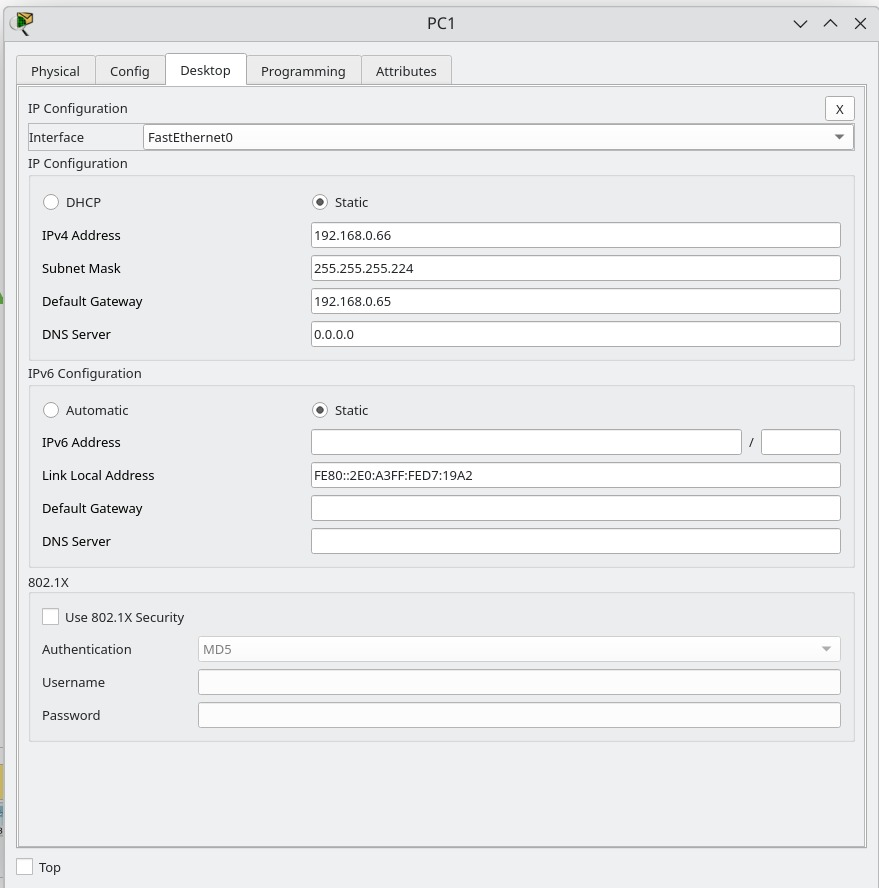 PC1
Physical Config Desktop Programming Attributes
IP Configuration X
Interface FastEthernet0
IP Configuration
DHCP Static
IPv4 Address 192.168.0.66
Subnet Mask 255.255.255.224
Default Gateway 192.168.0.65
DNS Server 0.0.0.0
IPv6 Configuration
Automatic Static
IPv6 Address /
Link Local Address FE80::2E0:A3FF:FED7:19A2
Default Gateway
DNS Server
802.1X
Use 802.1X Security
Authentication MD5
Username
Password
Top